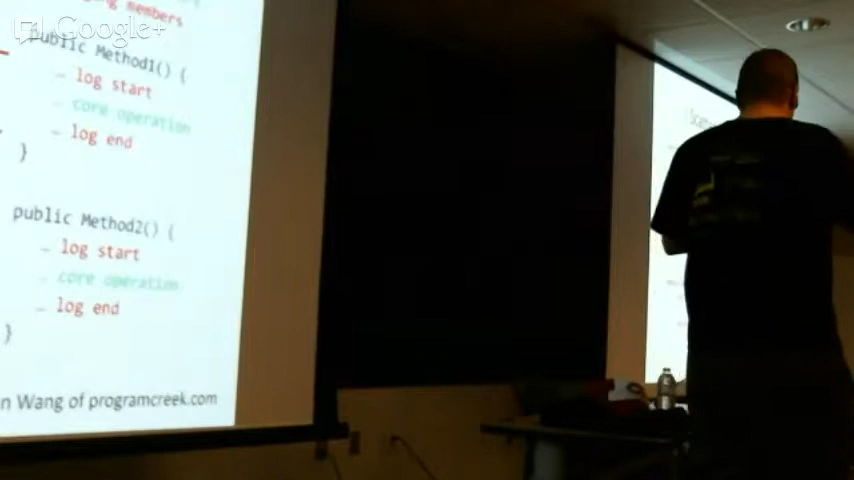 Google+
members
public Method1() {
– log start
– core operation
– log end
}
public Method2() {
– log start
– core operation
– log end
}
n Wang of programcreek.com